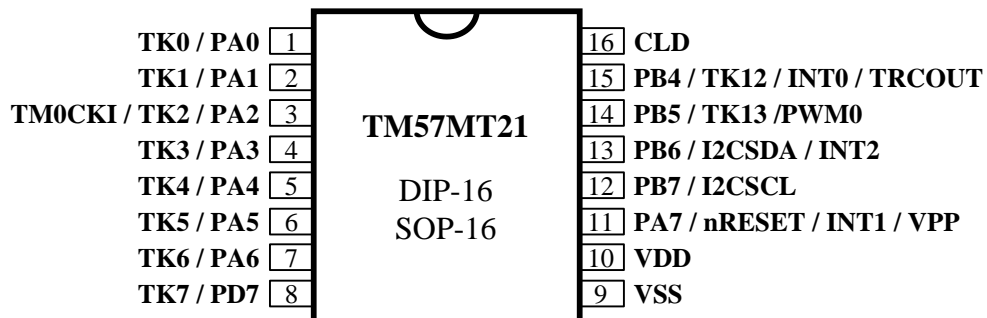 TK0 / PA0 1 16 CLD
TK1 / PA1 2 15 PB4 / TK12 / INT0 / TRCOUT
TM0CKI / TK2 / PA2 3 TM57MT21 14 PB5 / TK13 /PWM0
TK3 / PA3 4 13 PB6 / I2CSDA / INT2
TK4 / PA4 5 DIP-16 12 PB7 / I2CSCL
TK5 / PA5 6 SOP-16 11 PA7 / nRESET / INT1 / VPP
TK6 / PA6 7 10 VDD
TK7 / PD7 8 9 VSS